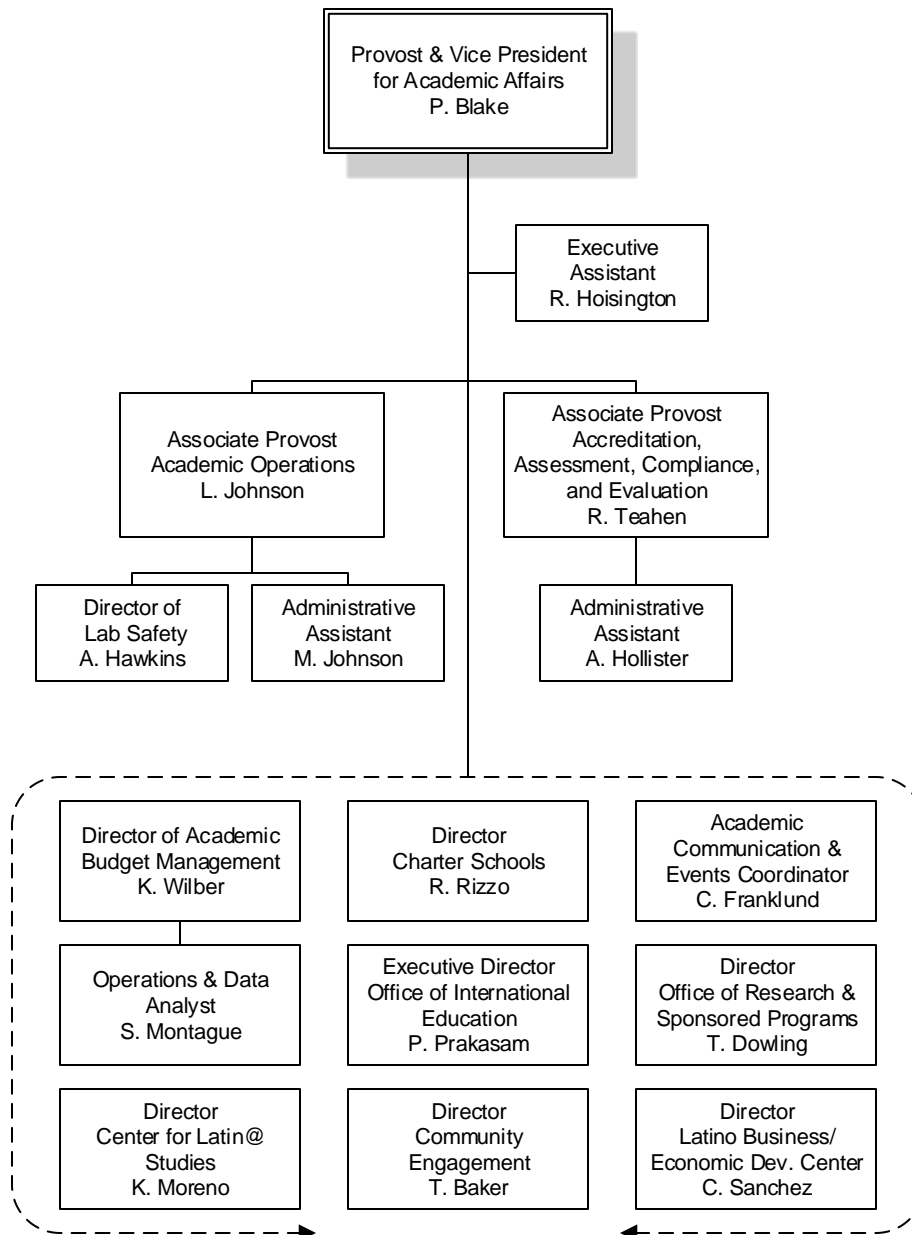 Provost & Vice President
for Academic Affairs
P. Blake
Executive
Assistant
R. Hoisington
Associate Provost
Academic Operations
L. Johnson
Associate Provost
Accreditation,
Assessment, Compliance,
and Evaluation
R. Teahen
Director of
Lab Safety
A. Hawkins
Administrative
Assistant
M. Johnson
Administrative
Assistant
A. Hollister
Director of Academic
Budget Management
K. Wilber
Director
Charter Schools
R. Rizzo
Academic
Communication &
Events Coordinator
C. Franklund
Operations & Data
Analyst
S. Montague
Executive Director
Office of International
Education
P. Prakasam
Director
Office of Research &
Sponsored Programs
T. Dowling
Director
Center for Latin@
Studies
K. Moreno
Director
Community
Engagement
T. Baker
Director
Latino Business/
Economic Dev. Center
C. Sanchez